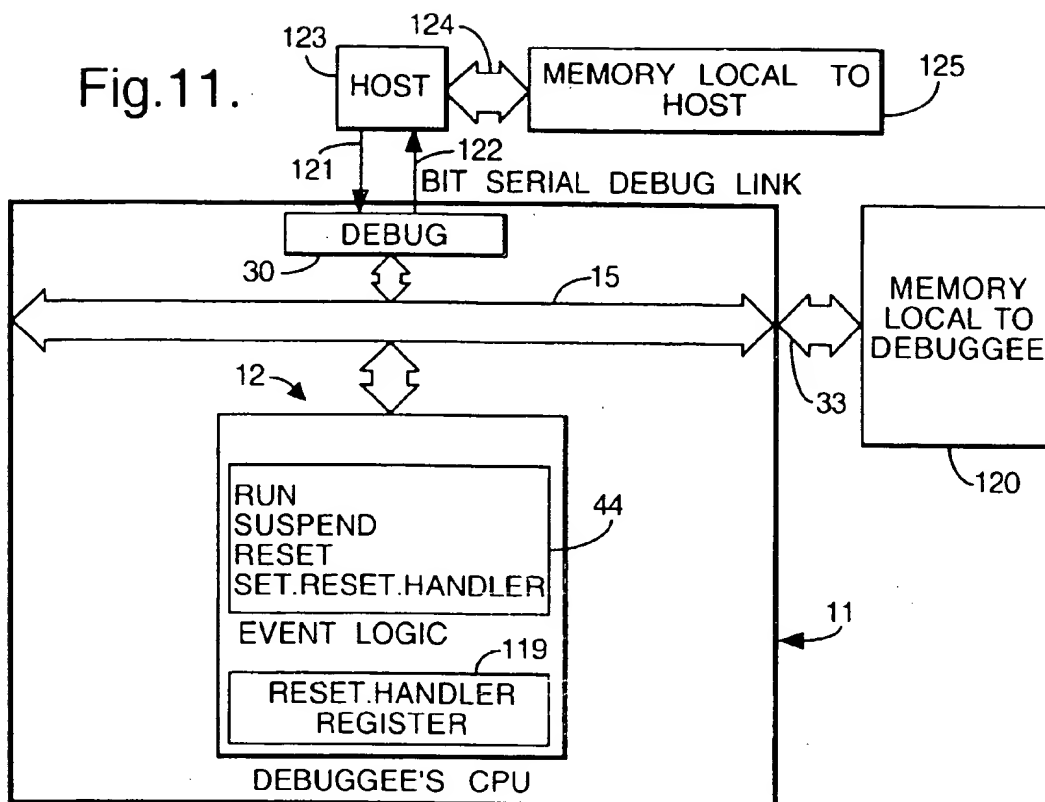 Fig.11.
123
HOST
124
MEMORY LOCAL TO
HOST
125
121
122
BIT SERIAL DEBUG LINK
DEBUG
30
15
MEMORY
LOCAL TO
DEBUGGEE
33
120
12
RUN
SUSPEND
RESET
SET.RESET.HANDLER
44
EVENT LOGIC
119
RESET.HANDLER
REGISTER
11
DEBUGGEE'S CPU